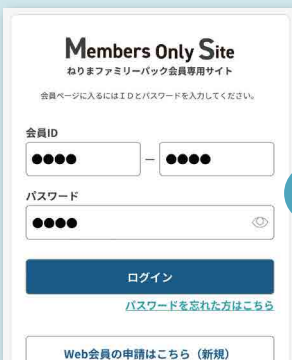 Members Only Site
ねりまファミリーパック会員専用サイト
会員ページに入るにはIDとパスワードを入力してください。
会員ID
●●●● – ●●●●
パスワード
●●●●
ログイン
パスワードを忘れた方はこちら
Web会員の申請はこちら（新規）